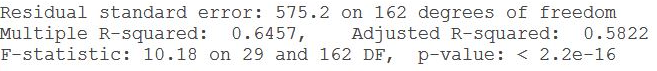 Residual standard error: 575.2 on 162 degrees of freedom
Multiple R-squared:  0.6457,    Adjusted R-squared:  0.5822
F-statistic: 10.18 on 29 and 162 DF,  p-value: < 2.2e-16